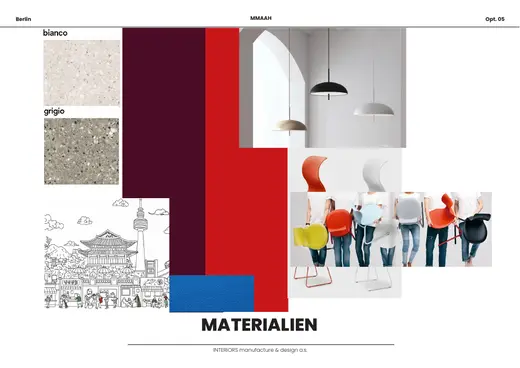 Berlin
MMAAH
Opt. 05
bianco
grigio
MATERIALIEN
INTERIORS manufacture & design a.s.